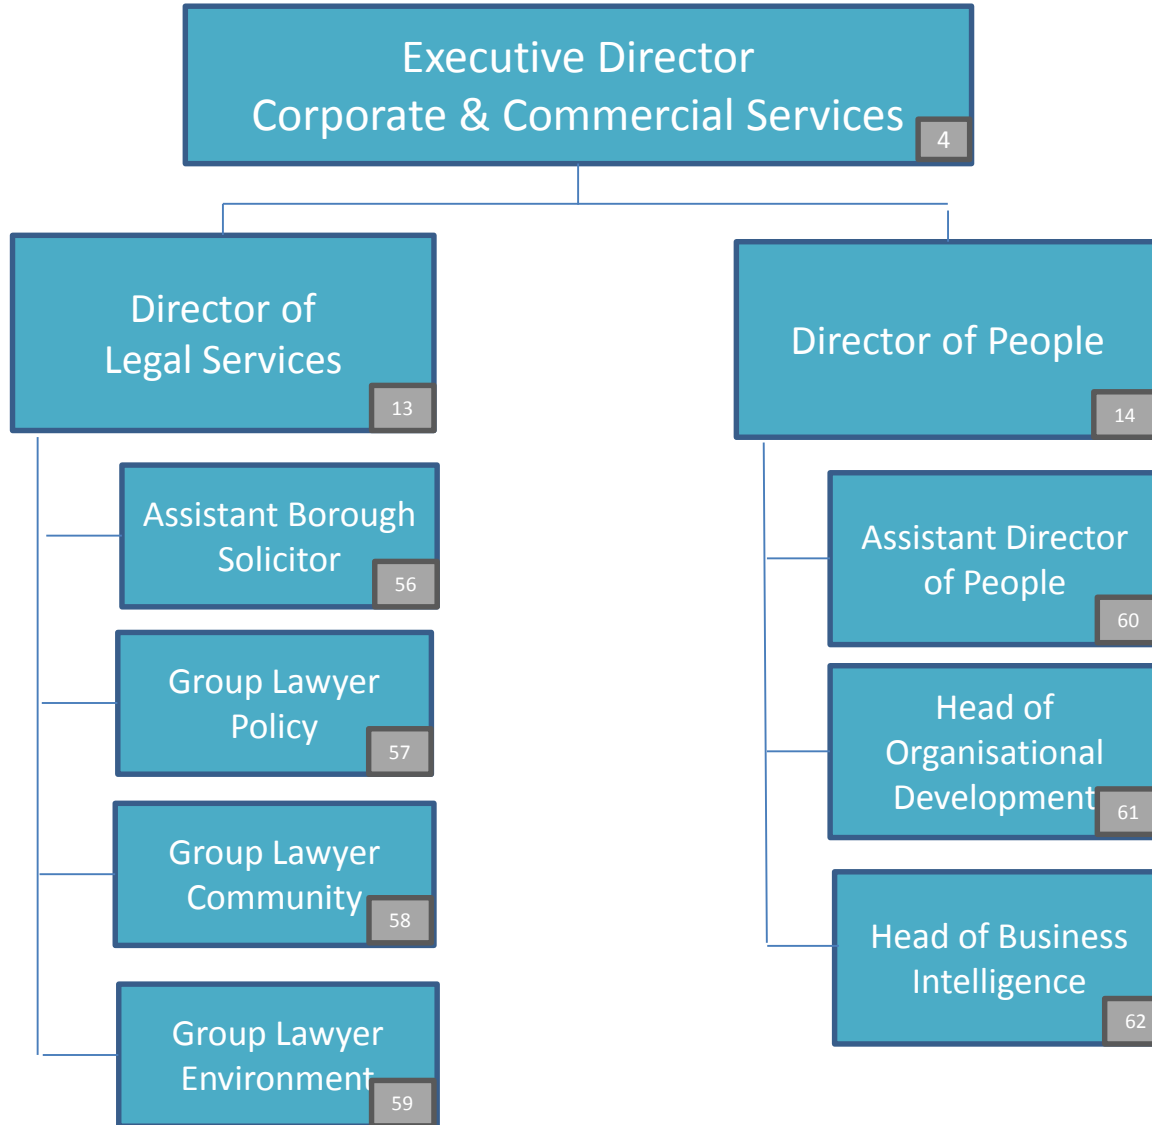 Executive Director
Corporate & Commercial Services
4
Director of
Legal Services
13
Director of People
14
Assistant Borough
Solicitor
56
Group Lawyer
Policy
57
Group Lawyer
Community
58
Group Lawyer
Environment
59
Assistant Director
of People
60
Head of
Organisational
Development
61
Head of Business
Intelligence
62